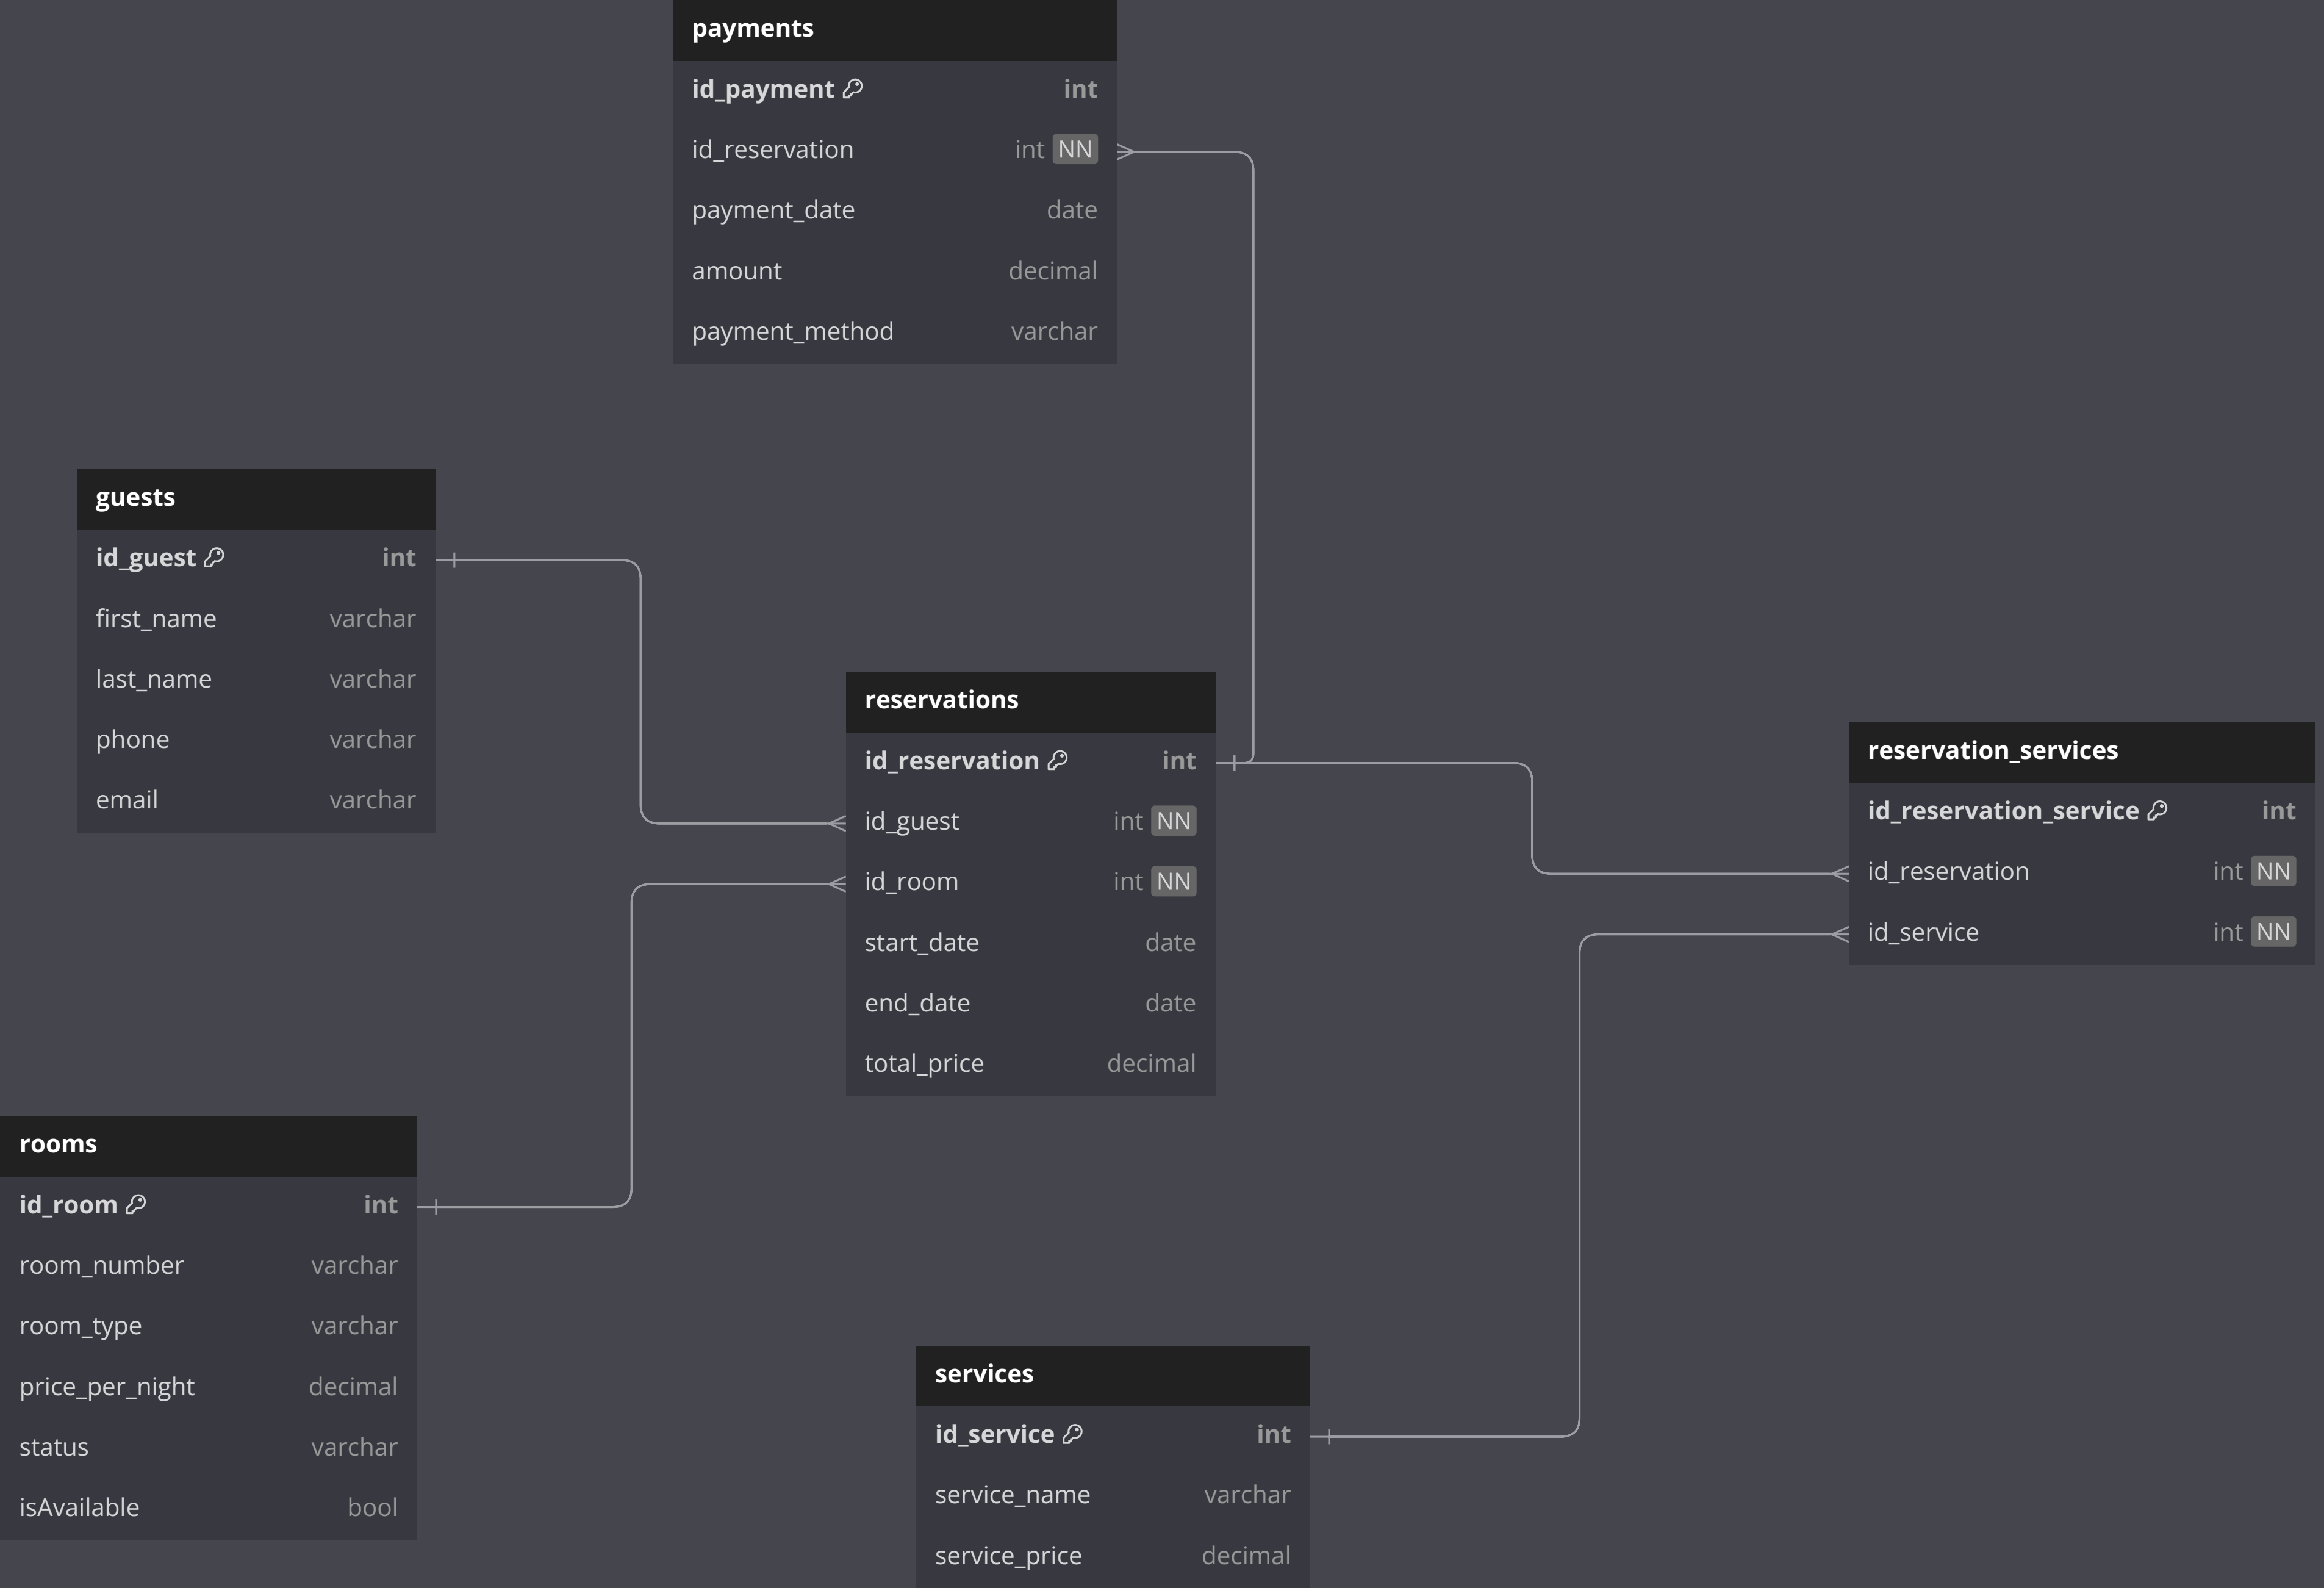 payments
id_payment int
id_reservation int NN
payment_date date
amount decimal
payment_method varchar
guests
id_guest int
first_name varchar
last_name varchar
phone varchar
email varchar
reservations
id_reservation int
id_guest int NN
id_room int NN
start_date date
end_date date
total_price decimal
reservation_services
id_reservation_service int
id_reservation int NN
id_service int NN
rooms
id_room int
room_number varchar
room_type varchar
price_per_night decimal
status varchar
isAvailable bool
services
id_service int
service_name varchar
service_price decimal